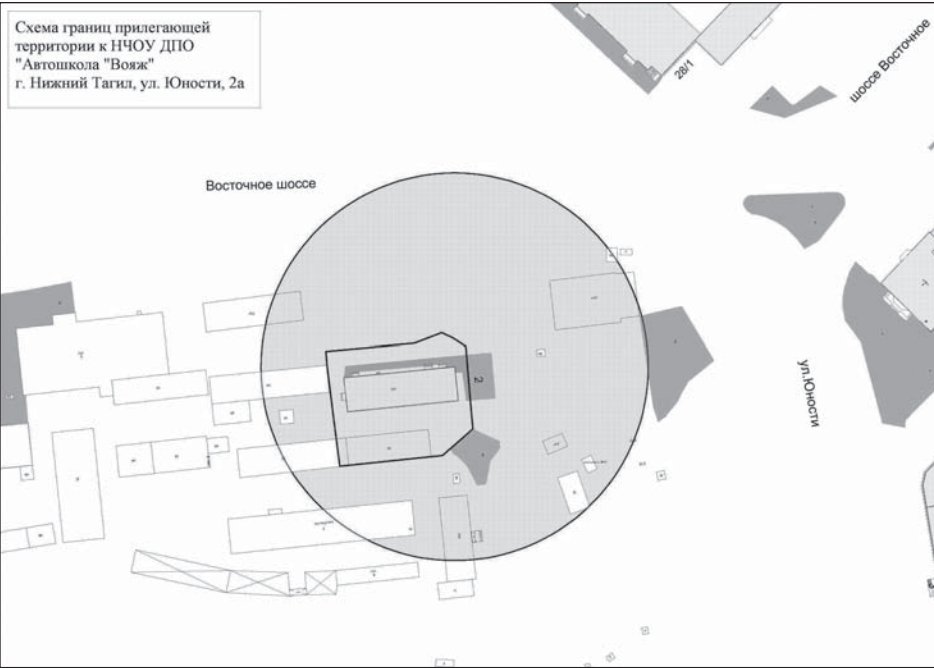 Схема границ прилегающей
территории к НЧОУ ДПО
"Автошкола "Вояж"
г. Нижний Тагил, ул. Юности, 2а
28/1
шоссе Восточное
Восточное шоссе
2
ул.Юности